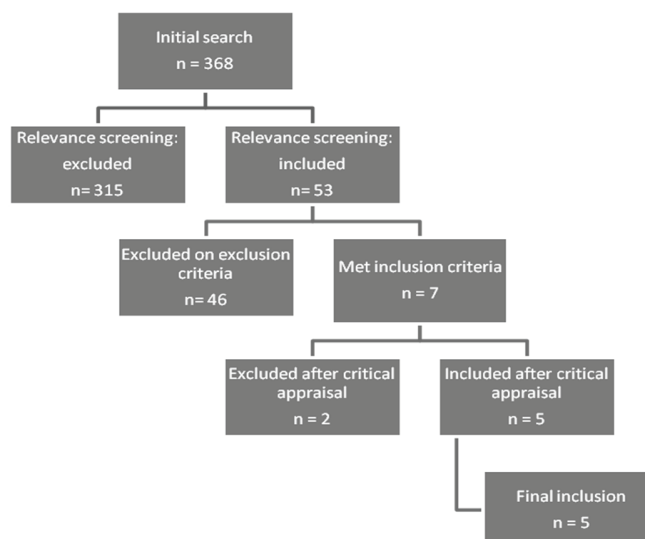 Initial search
n = 368
Relevance screening:
excluded
n= 315
Relevance screening:
included
n= 53
Excluded on exclusion
criteria
n= 46
Met inclusion criteria
n = 7
Excluded after critical
appraisal
n = 2
Included after critical
appraisal
n = 5
Final inclusion
n = 5